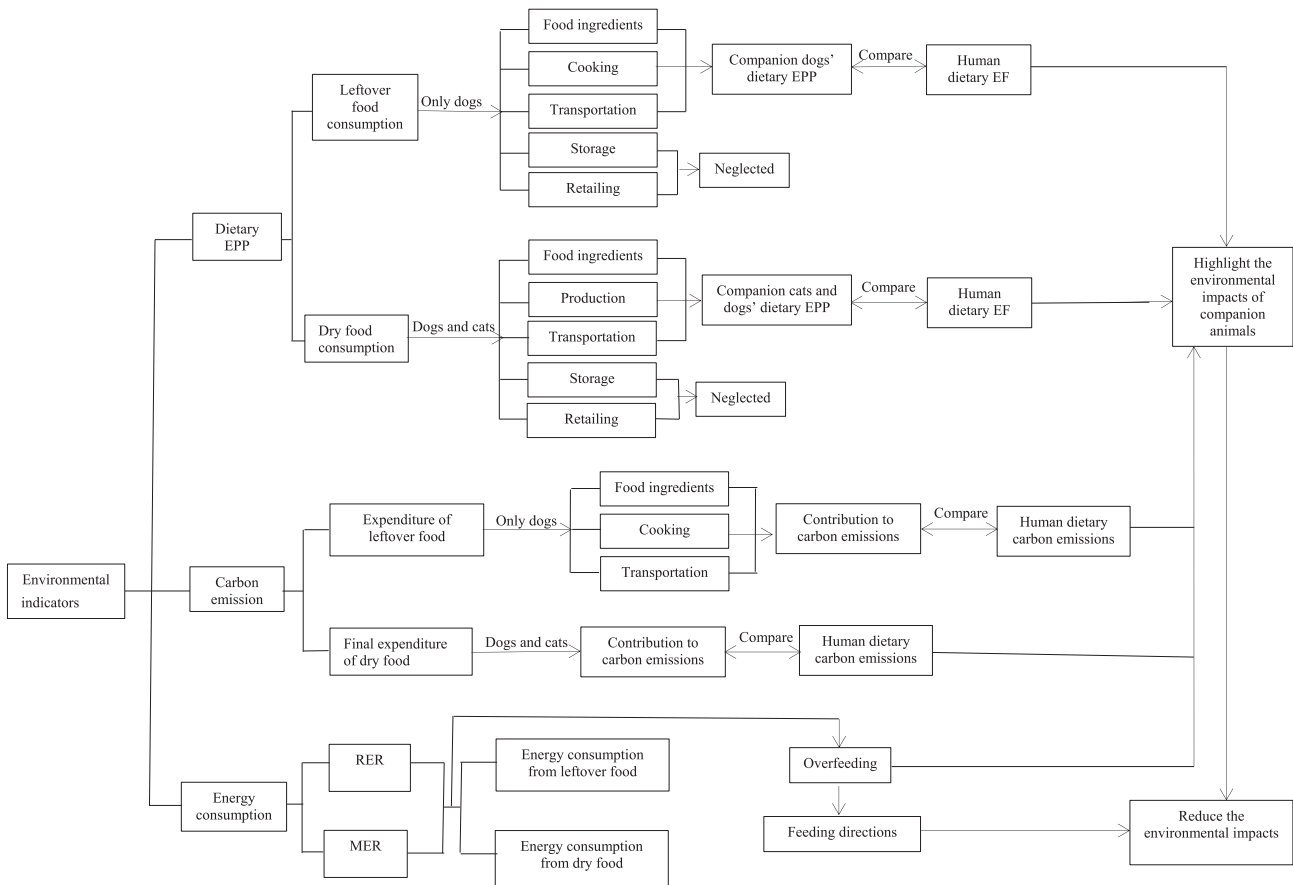 Food ingredients
Cooking
Transportation
Storage
Retailing
Leftover
food
consumption
Only dogs
Companion dogs'
dietary EPP
Compare
Human
dietary EF
Neglected
Dietary
EPP
Food ingredients
Production
Transportation
Storage
Retailing
Dry food
consumption
Dogs and cats
Companion cats and
dogs' dietary EPP
Compare
Human
dietary EF
Neglected
Highlight the
environmental
impacts of
companion
animals
Environmental
indicators
Carbon
emission
Expenditure of
leftover food
Only dogs
Food ingredients
Cooking
Transportation
Contribution to
carbon emissions
Compare
Human dietary
carbon emissions
Final expenditure
of dry food
Dogs and cats
Contribution to
carbon emissions
Compare
Human dietary
carbon emissions
Energy
consumption
RER
MER
Energy consumption
from leftover food
Energy consumption
from dry food
Overfeeding
Feeding directions
Reduce the
environmental impacts